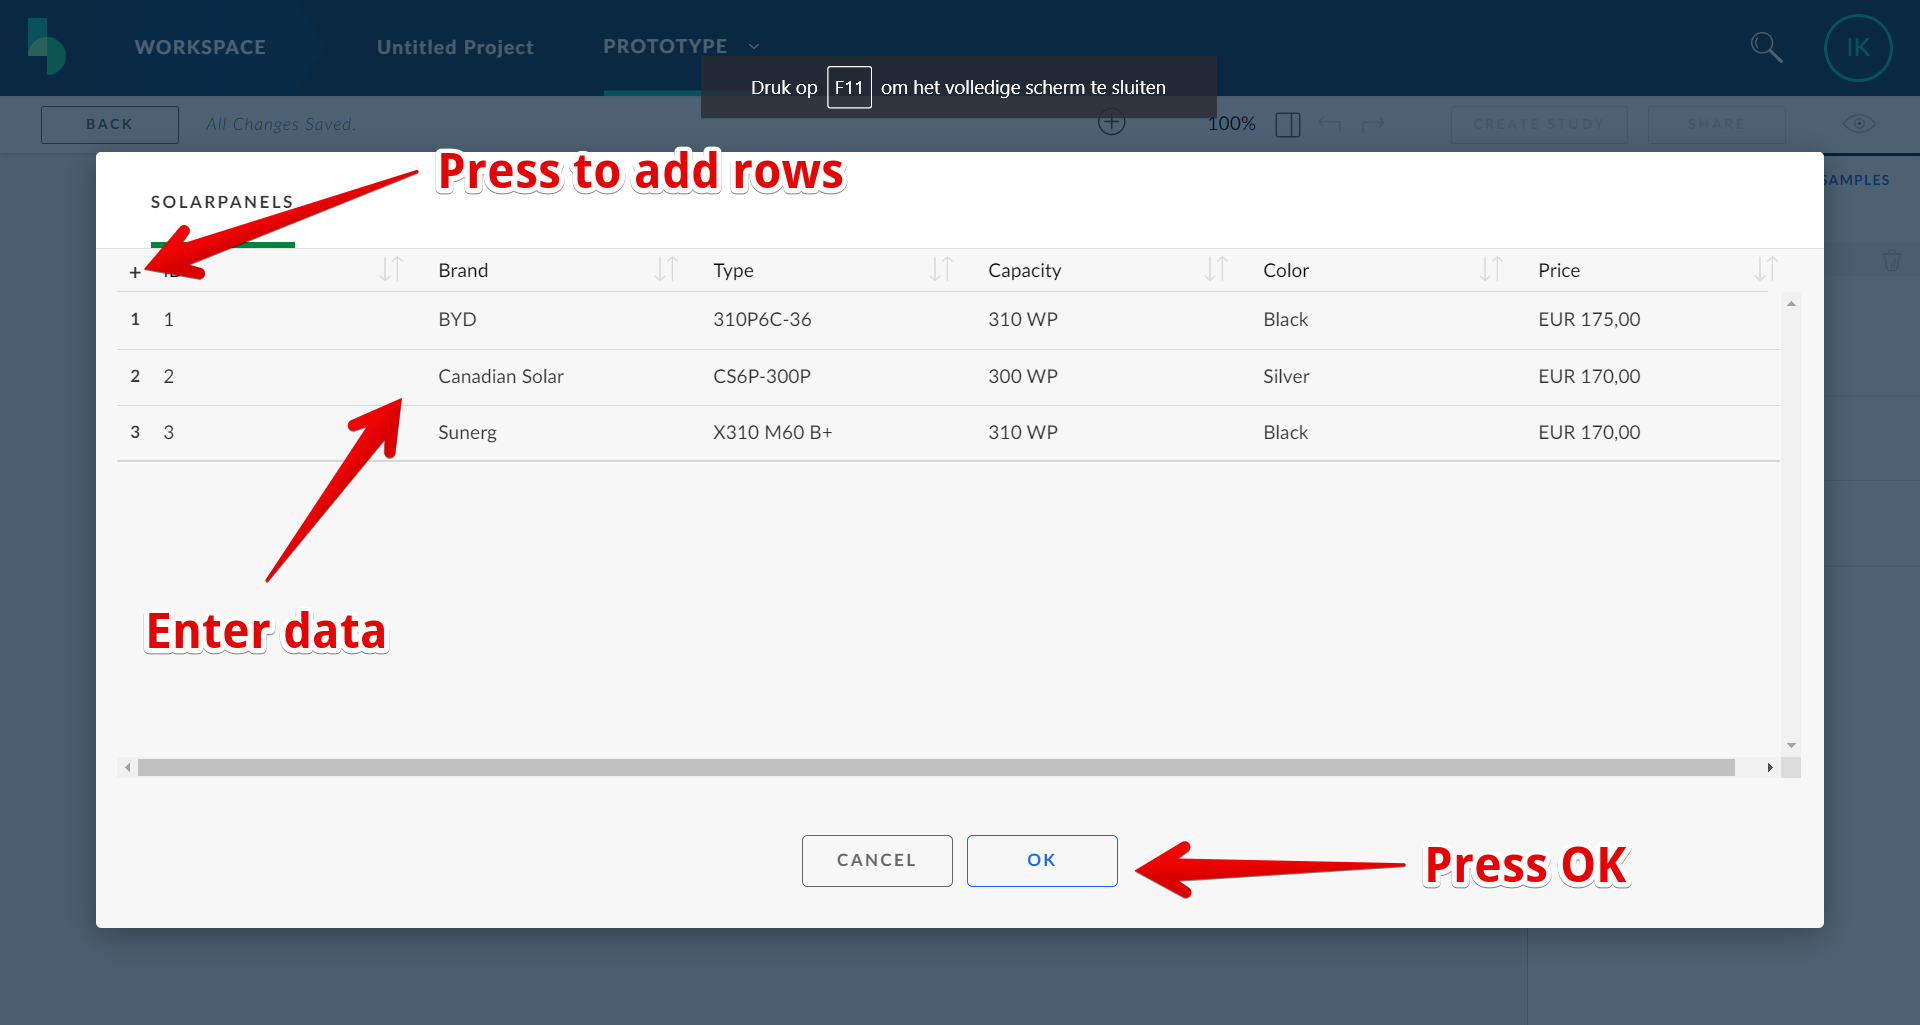 WORKSPACE Untitled Project PROTOTYPE IK
Druk op F11 om het volledige scherm te sluiten
BACK All Changes Saved. 100% CREATE STUDY SHARE
Press to add rows
SAMPLES
SOLARPANELS
+ ID Brand Type Capacity Color Price
1 1 BYD 310P6C-36 310 WP Black EUR 175,00
2 2 Canadian Solar CS6P-300P 300 WP Silver EUR 170,00
3 3 Sunerg X310 M60 B+ 310 WP Black EUR 170,00
Enter data
CANCEL OK
Press OK